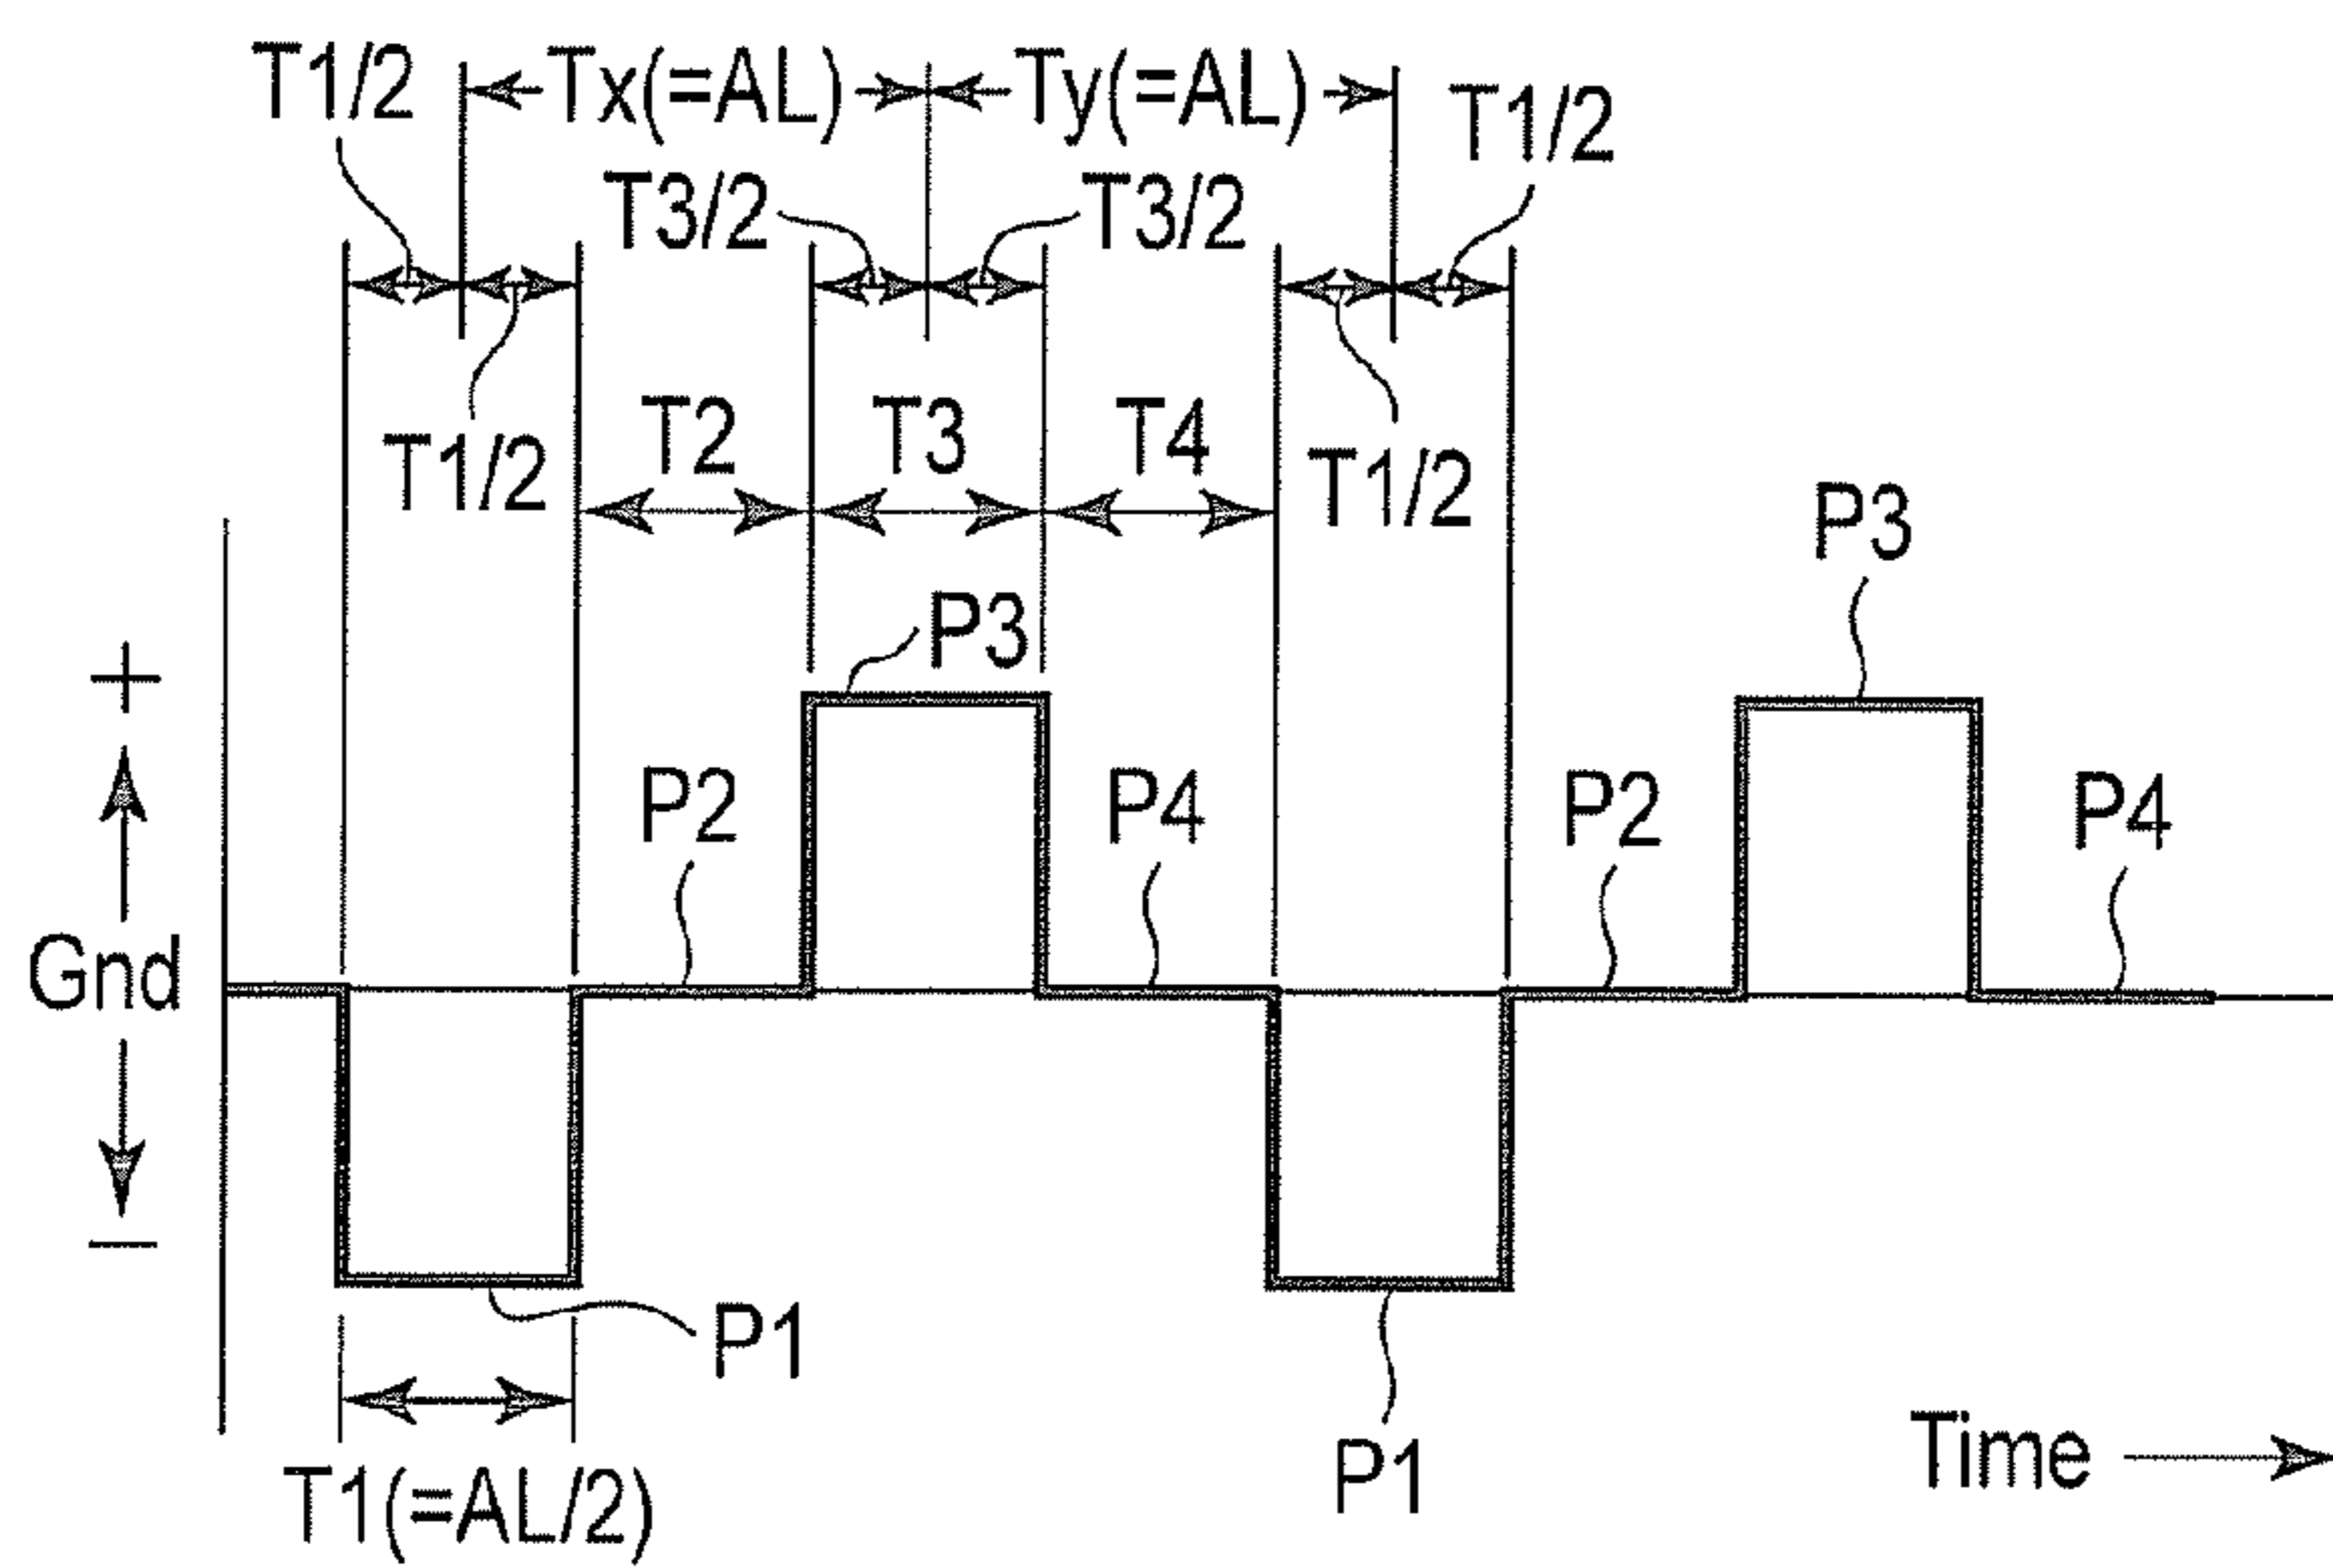 T1/2
Tx(=AL)
Ty(=AL)
T1/2
T3/2
T3/2
T1/2
T2
T3
T4
T1/2
P3
P3
+
P2
P4
P2
P4
Gnd
−
P1
P1
Time
T1(=AL/2)